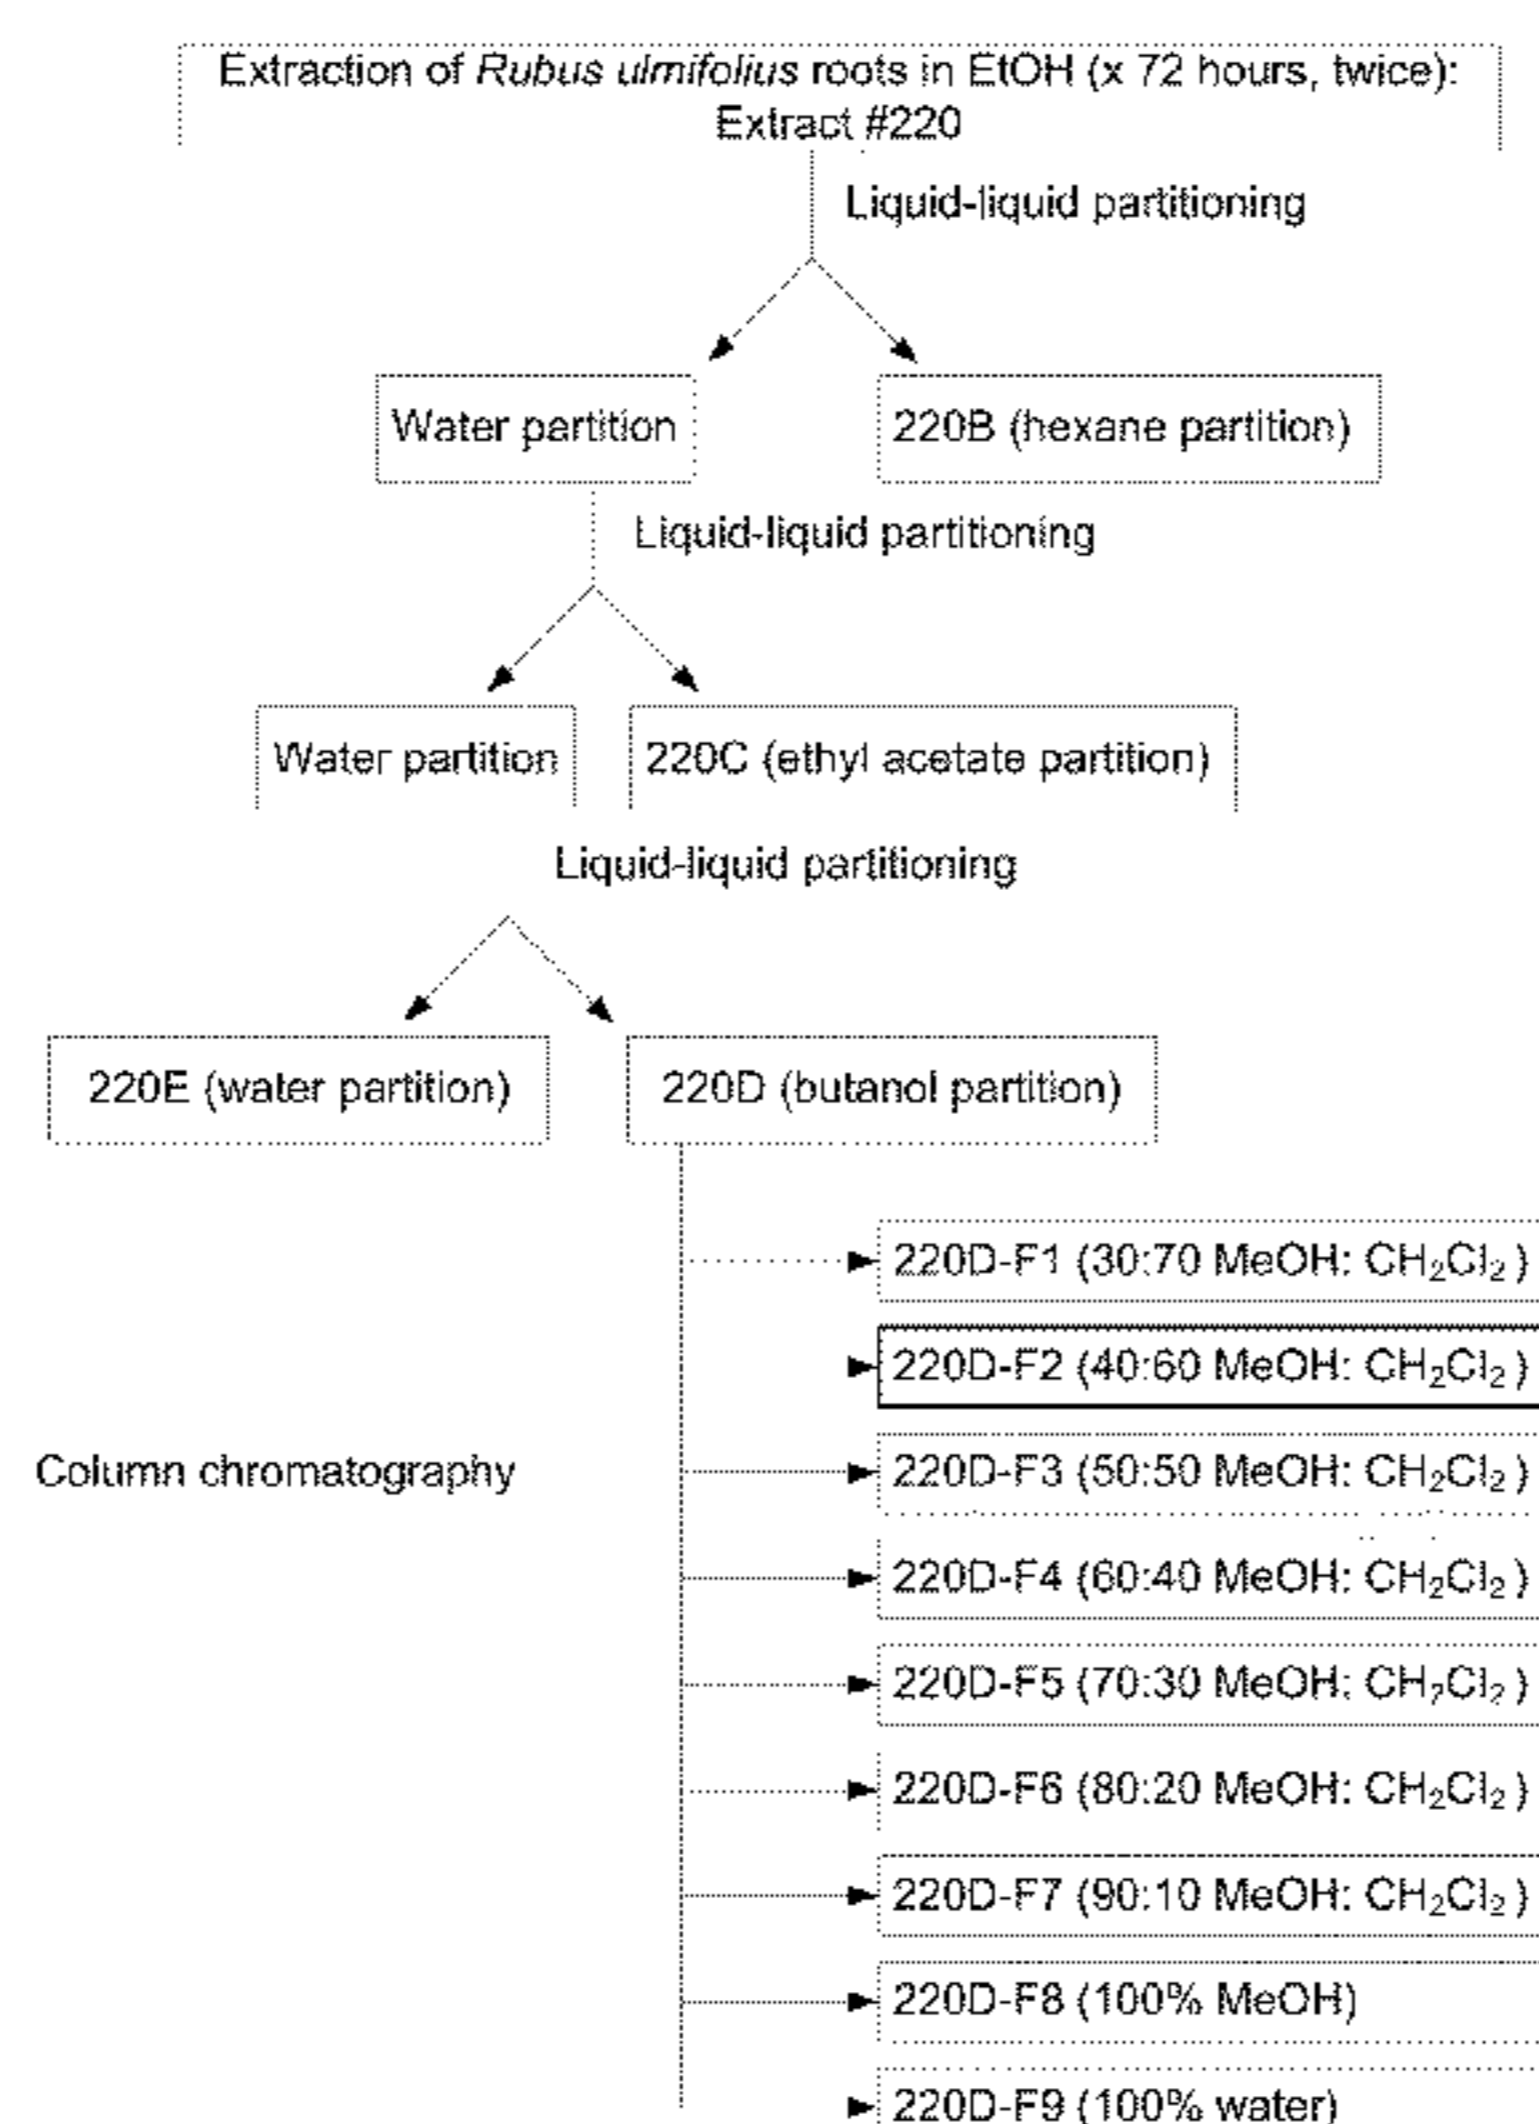 Extraction of Rubus ulmifolius roots in EtOH (x 72 hours, twice):
Extract #220
Liquid-liquid partitioning
Water partition
220B (hexane partition)
Liquid-liquid partitioning
Water partition
220C (ethyl acetate partition)
Liquid-liquid partitioning
220E (water partition)
220D (butanol partition)
220D-F1 (30:70 MeOH: CH₂Cl₂ )
220D-F2 (40:60 MeOH: CH₂Cl₂ )
Column chromatography
220D-F3 (50:50 MeOH: CH₂Cl₂ )
220D-F4 (60:40 MeOH: CH₂Cl₂ )
220D-F5 (70:30 MeOH: CH₂Cl₂ )
220D-F6 (80:20 MeOH: CH₂Cl₂ )
220D-F7 (90:10 MeOH: CH₂Cl₂ )
220D-F8 (100% MeOH)
220D-F9 (100% water)